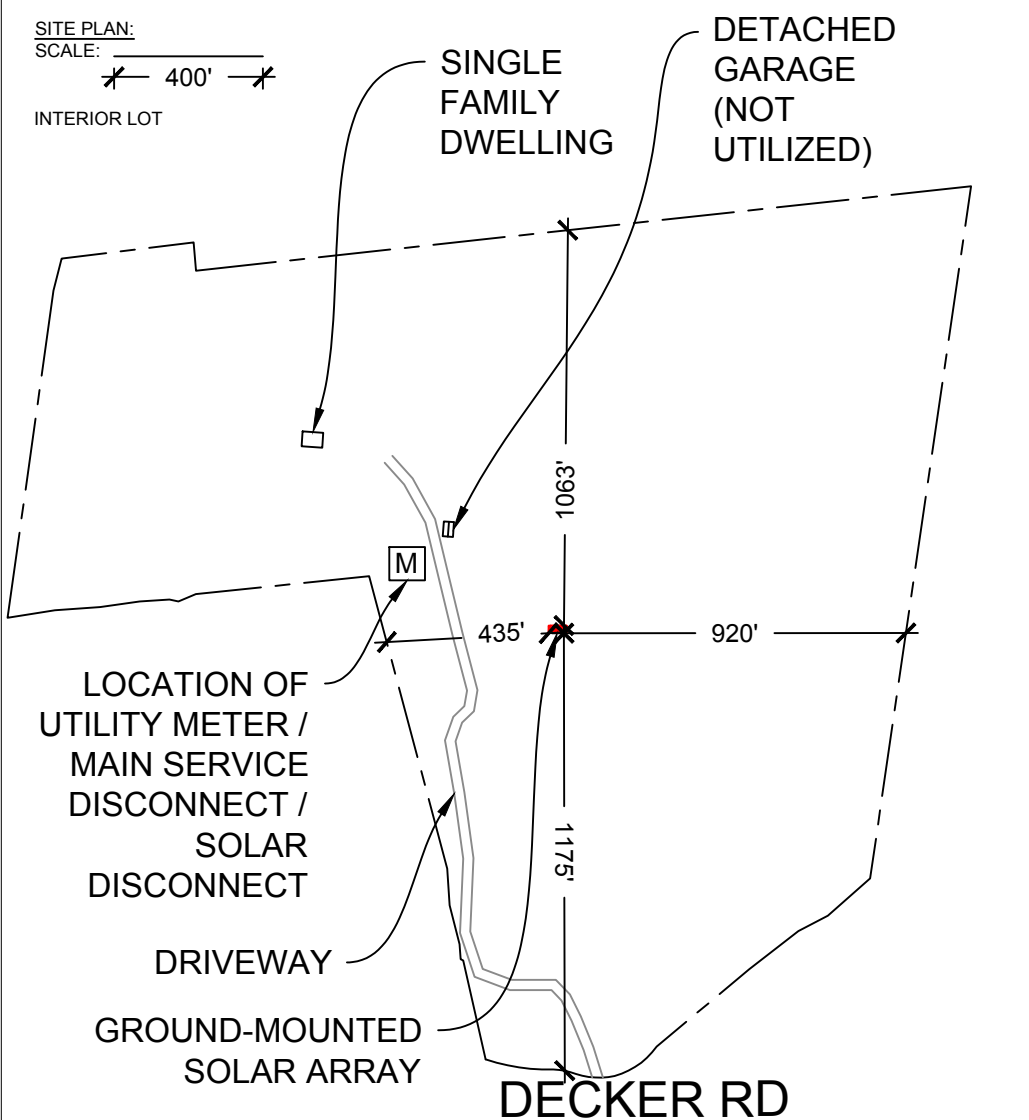 SITE PLAN:
SCALE:
400'
INTERIOR LOT
SINGLE
FAMILY
DWELLING
DETACHED
GARAGE
(NOT
UTILIZED)
1063'
M
435'
920'
LOCATION OF
UTILITY METER /
MAIN SERVICE
DISCONNECT /
SOLAR
DISCONNECT
1175'
DRIVEWAY
GROUND-MOUNTED
SOLAR ARRAY
DECKER RD